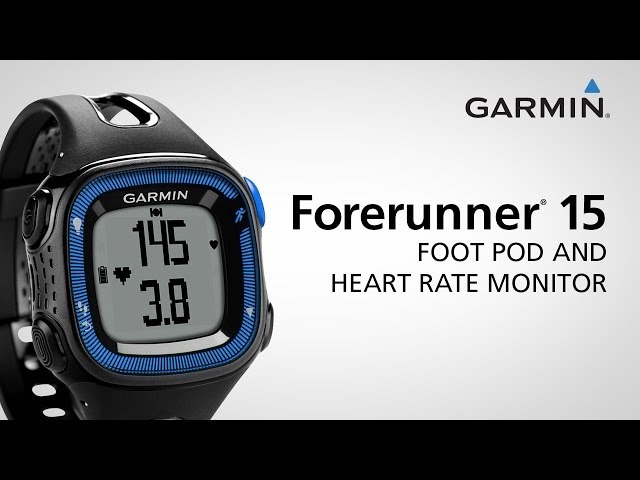 GARMIN®
Forerunner® 15
FOOT POD AND
HEART RATE MONITOR
GARMIN
145
3.8